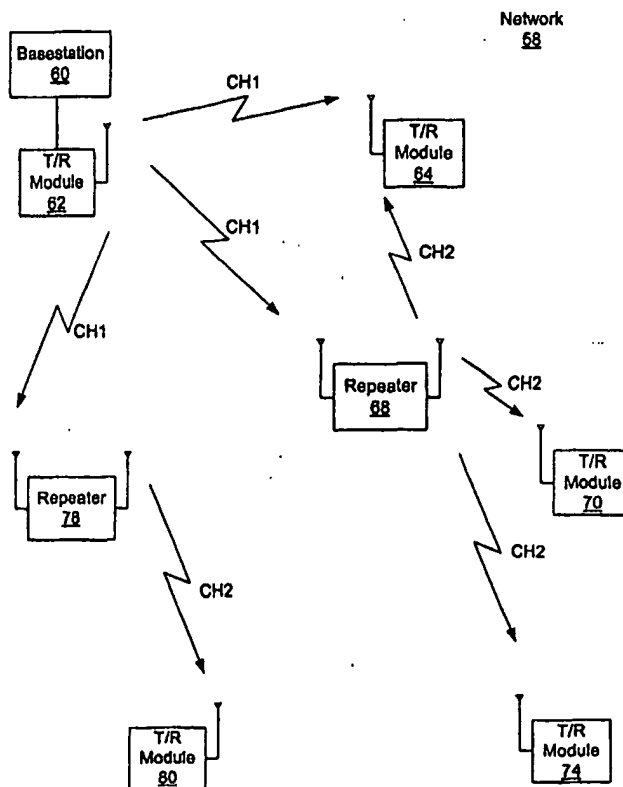 Network
58
Basestation
60
CH1
T/R
Module
62
T/R
Module
64
CH1
CH2
CH1
Repeater
68
CH2
T/R
Module
70
Repeater
78
CH2
CH2
T/R
Module
80
T/R
Module
74